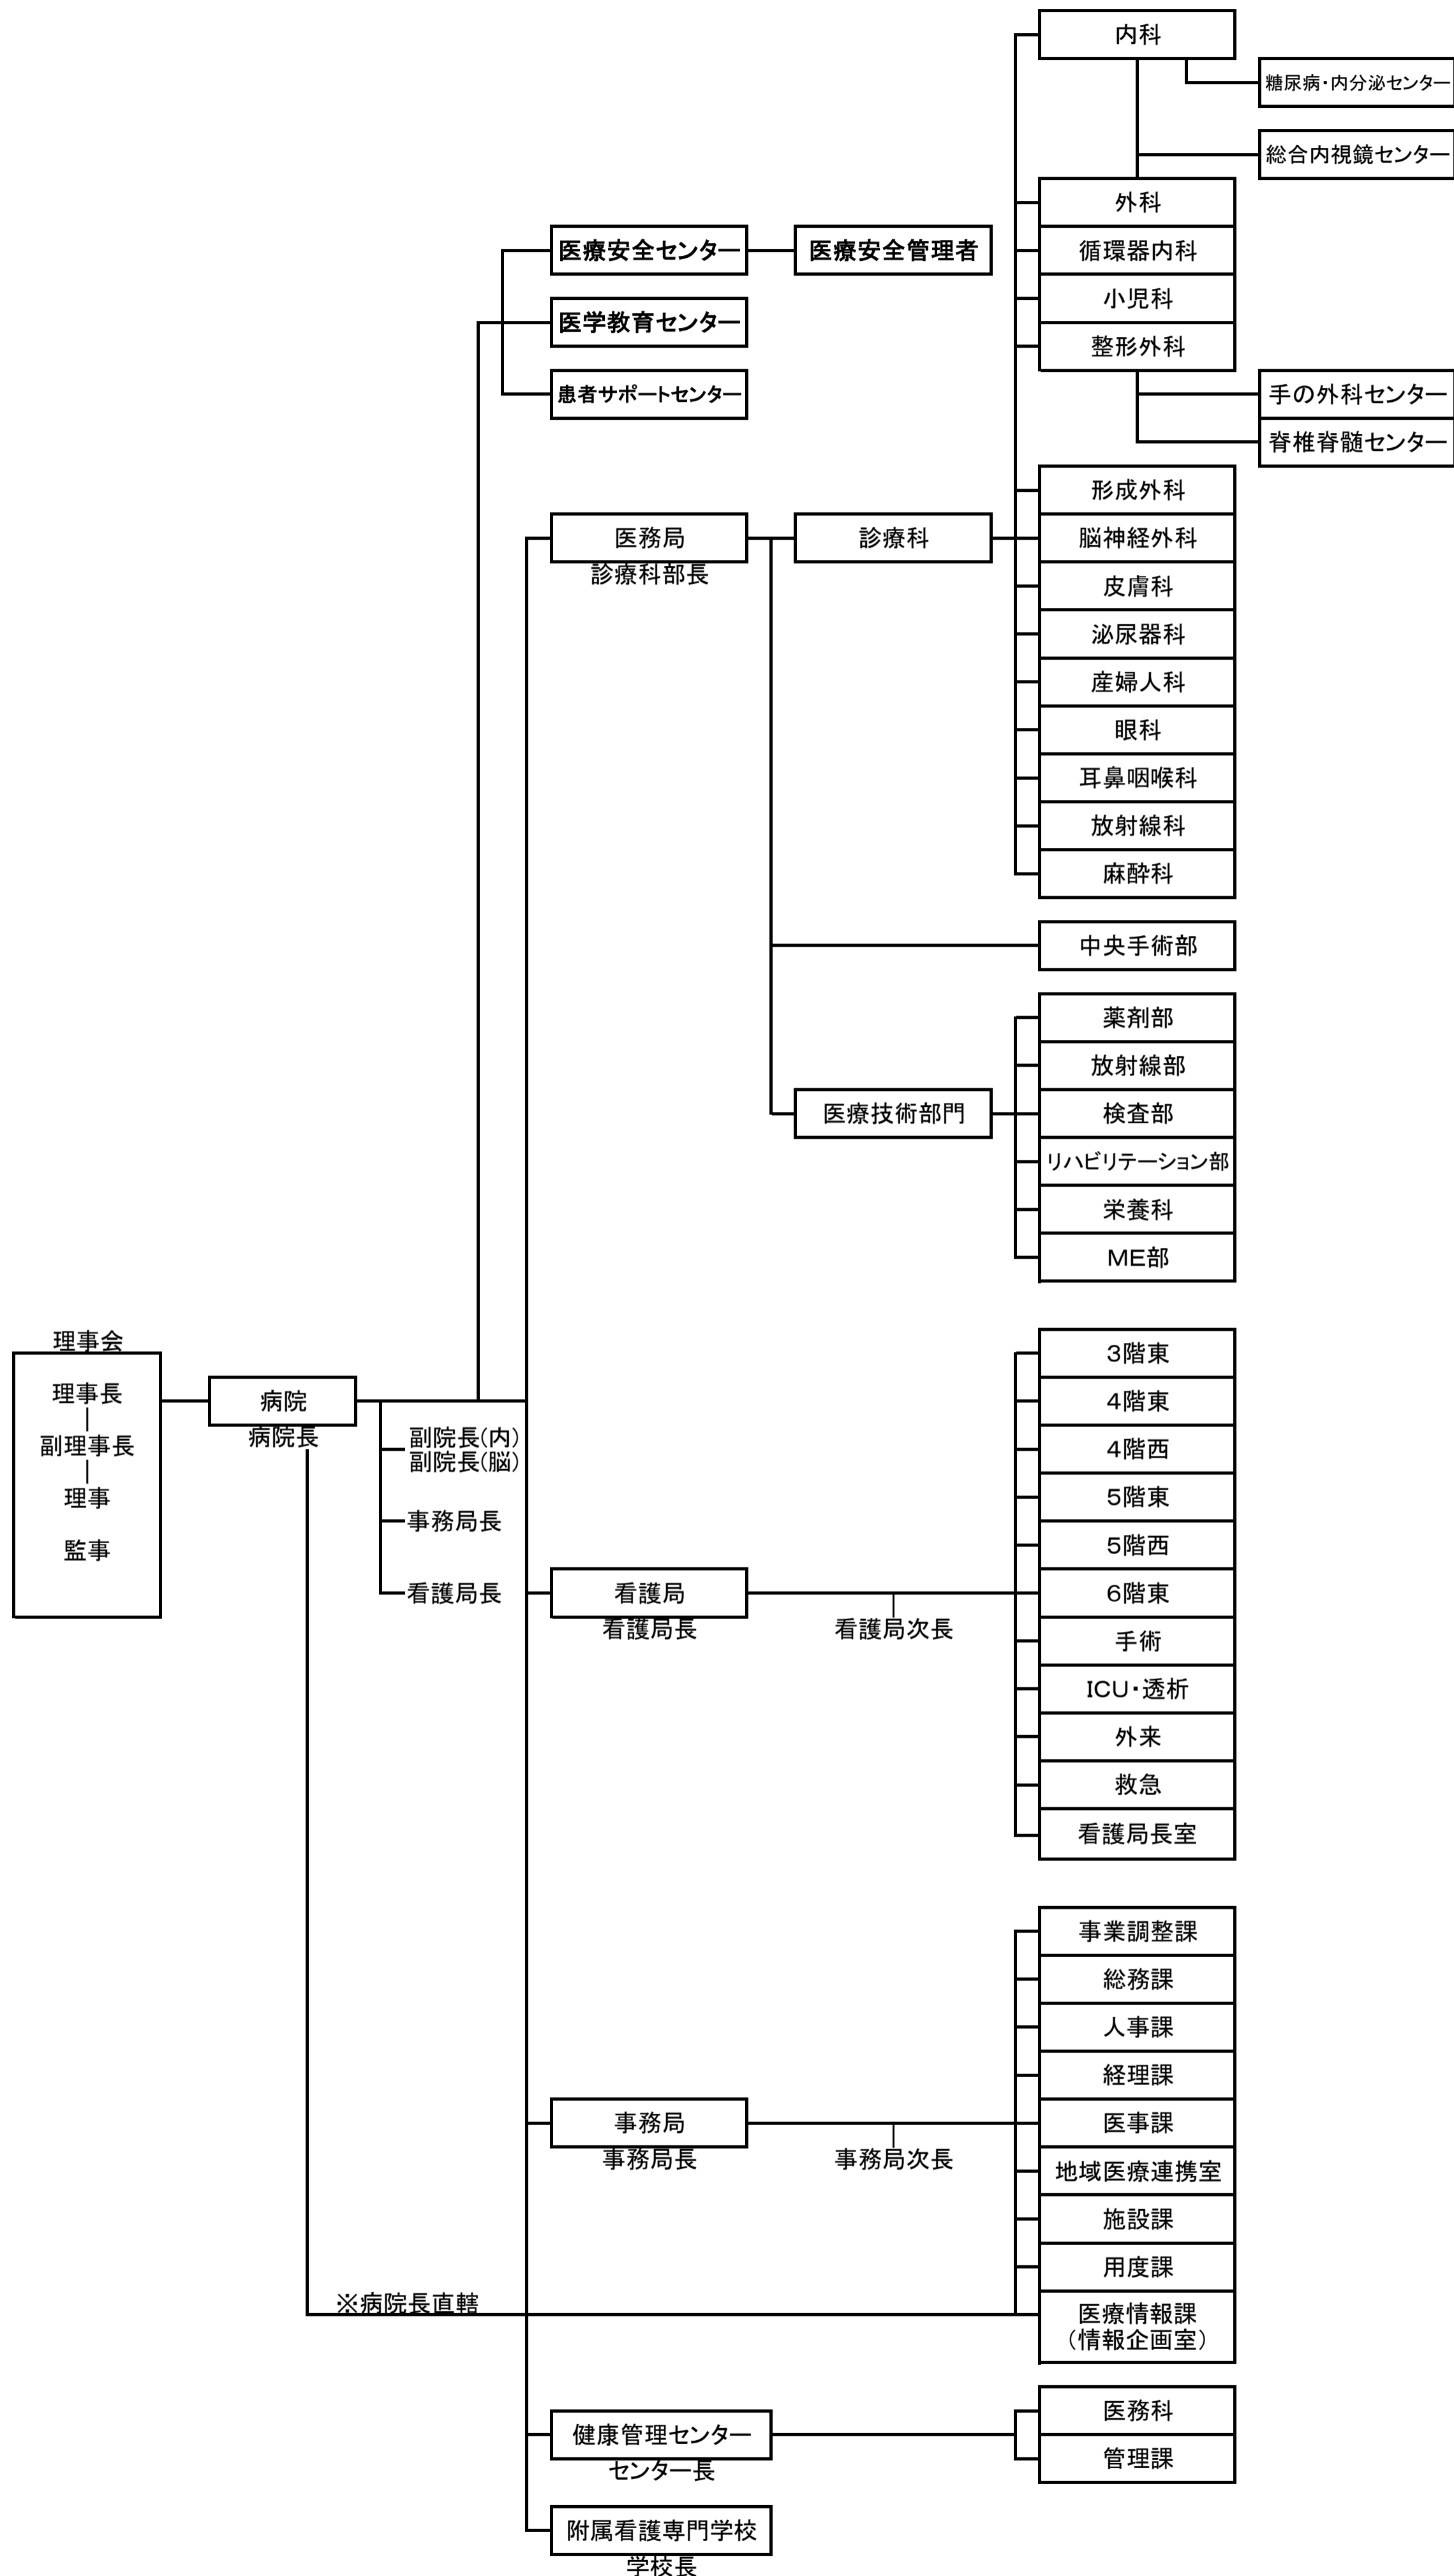 内科
糖尿病・内分泌センター
総合内視鏡センター
外科
医療安全センター
医療安全管理者
循環器内科
小児科
医学教育センター
整形外科
患者サポートセンター
手の外科センター
脊椎脊髄センター
形成外科
医務局
診療科部長
診療科
脳神経外科
皮膚科
泌尿器科
産婦人科
眼科
耳鼻咽喉科
放射線科
麻酔科
中央手術部
薬剤部
放射線部
医療技術部門
検査部
リハビリテーション部
栄養科
ME部
理事会
理事長
副理事長
理事
監事
病院
病院長
副院長(内)
副院長(脳)
事務局長
看護局長
3階東
4階東
4階西
5階東
5階西
看護局
看護局長
看護局次長
6階東
手術
ICU・透析
外来
救急
看護局長室
事業調整課
総務課
人事課
経理課
事務局
事務局長
事務局次長
医事課
地域医療連携室
施設課
用度課
※病院長直轄
医療情報課
(情報企画室)
健康管理センター
センター長
医務科
管理課
附属看護専門学校
学校長